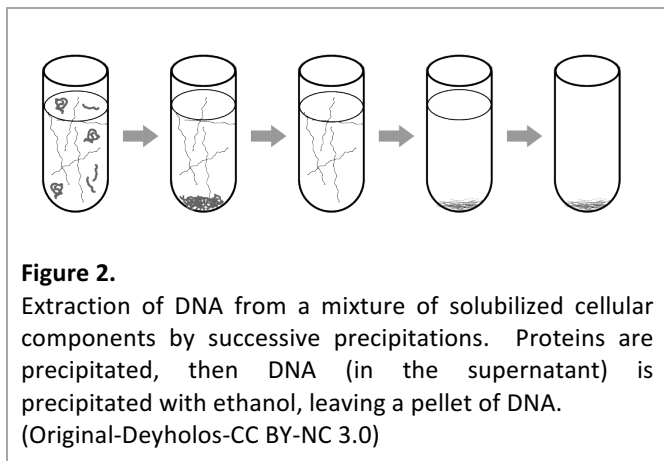 Figure 2.
Extraction of DNA from a mixture of solubilized cellular
components by successive precipitations. Proteins are
precipitated, then DNA (in the supernatant) is
precipitated with ethanol, leaving a pellet of DNA.
(Original-Deyholos-CC BY-NC 3.0)